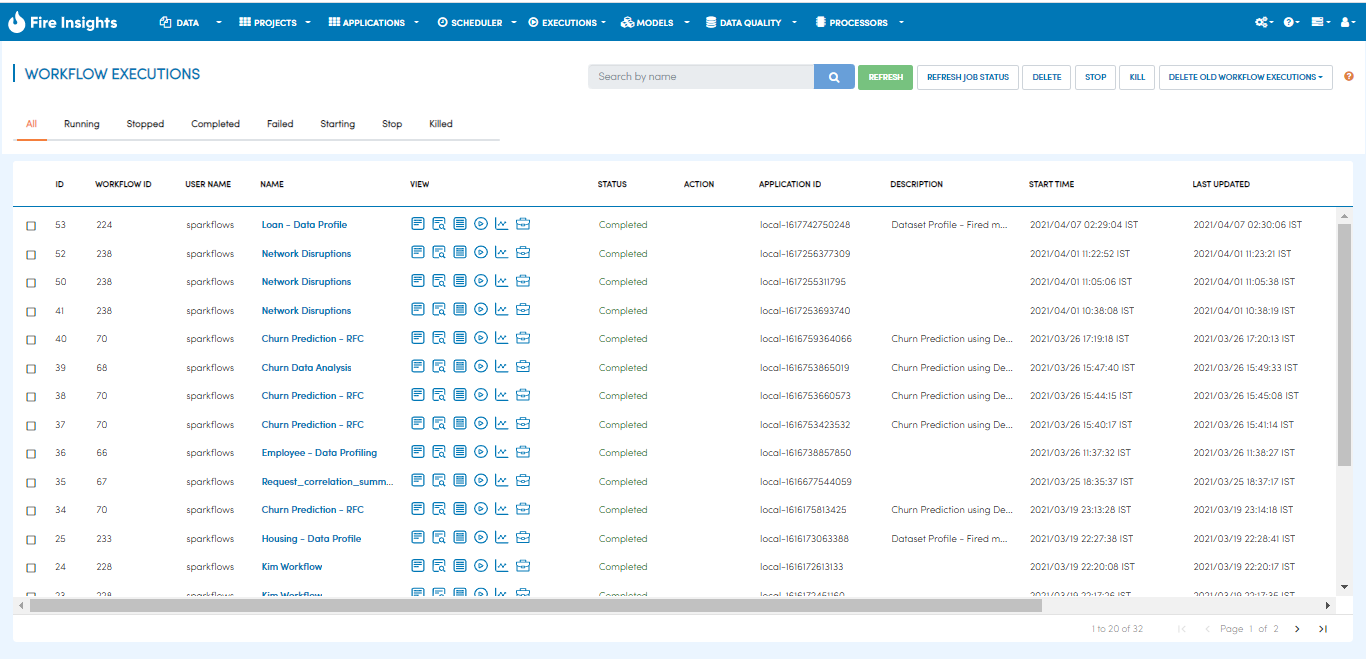 Fire Insights DATA PROJECTS APPLICATIONS SCHEDULER EXECUTIONS MODELS DATA QUALITY PROCESSORS
WORKFLOW EXECUTIONS Search by name REFRESH REFRESH JOB STATUS DELETE STOP KILL DELETE OLD WORKFLOW EXECUTIONS
All Running Stopped Completed Failed Starting Stop Killed
ID WORKFLOW ID USER NAME NAME VIEW STATUS ACTION APPLICATION ID DESCRIPTION START TIME LAST UPDATED
53 224 sparkflows Loan - Data Profile Completed local-1617742750248 Dataset Profile - Fired m... 2021/04/07 02:29:04 IST 2021/04/07 02:30:06 IST
52 238 sparkflows Network Disruptions Completed local-1617256377309 2021/04/01 11:22:52 IST 2021/04/01 11:23:21 IST
50 238 sparkflows Network Disruptions Completed local-1617255311795 2021/04/01 11:05:06 IST 2021/04/01 11:05:38 IST
41 238 sparkflows Network Disruptions Completed local-1617253693740 2021/04/01 10:38:08 IST 2021/04/01 10:38:19 IST
40 70 sparkflows Churn Prediction - RFC Completed local-1616759364066 Churn Prediction using De... 2021/03/26 17:19:18 IST 2021/03/26 17:20:13 IST
39 68 sparkflows Churn Data Analysis Completed local-1616753865019 Churn Prediction using De... 2021/03/26 15:47:40 IST 2021/03/26 15:49:33 IST
38 70 sparkflows Churn Prediction - RFC Completed local-1616753660573 Churn Prediction using De... 2021/03/26 15:44:15 IST 2021/03/26 15:45:08 IST
37 70 sparkflows Churn Prediction - RFC Completed local-1616753423532 Churn Prediction using De... 2021/03/26 15:40:17 IST 2021/03/26 15:41:14 IST
36 66 sparkflows Employee - Data Profiling Completed local-1616738857850 2021/03/26 11:37:32 IST 2021/03/26 11:38:27 IST
35 67 sparkflows Request_correlation_summ... Completed local-1616677544059 2021/03/25 18:35:37 IST 2021/03/25 18:37:17 IST
34 70 sparkflows Churn Prediction - RFC Completed local-1616175813425 Churn Prediction using De... 2021/03/19 23:13:28 IST 2021/03/19 23:14:18 IST
25 233 sparkflows Housing - Data Profile Completed local-1616173063388 Dataset Profile - Fired m... 2021/03/19 22:27:38 IST 2021/03/19 22:28:41 IST
24 228 sparkflows Kim Workflow Completed local-1616172613133 2021/03/19 22:20:08 IST 2021/03/19 22:20:17 IST
23 228 sparkflows Kim Workflow Completed local-1616172451160 2021/03/19 22:17:26 IST 2021/03/19 22:17:35 IST
1 to 20 of 32 Page 1 of 2